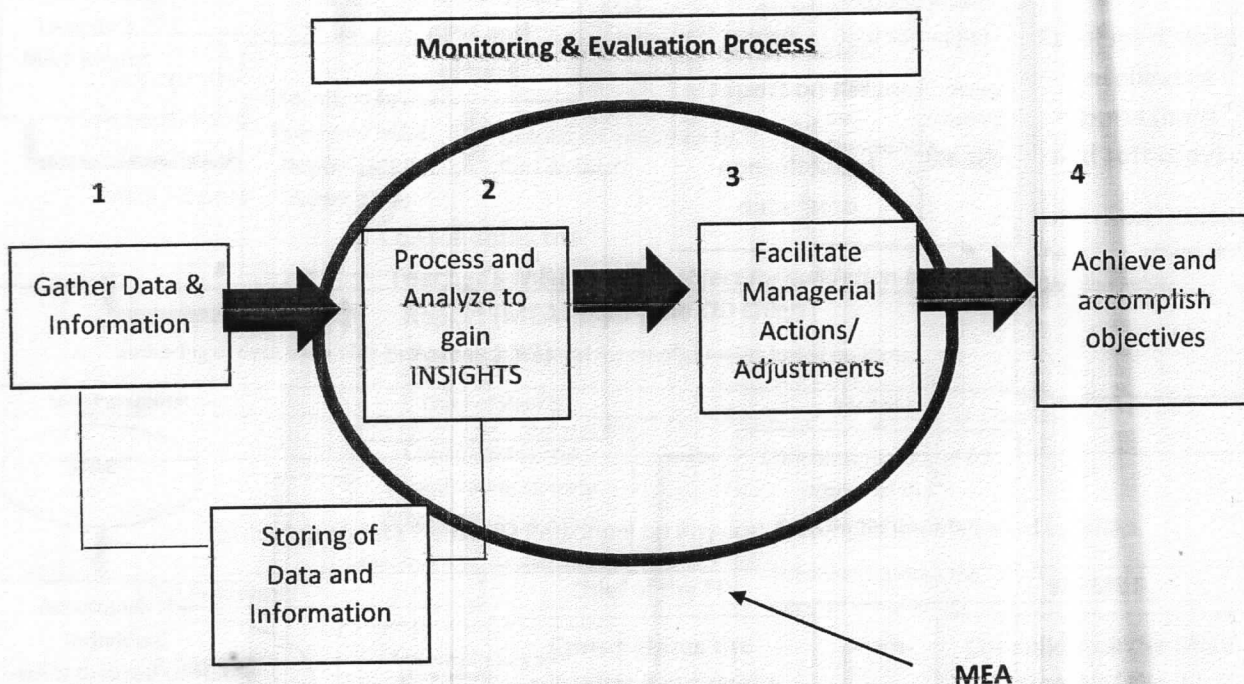 Monitoring & Evaluation Process
1
2
3
4
Gather Data &
Information
Process and
Analyze to
gain
INSIGHTS
Facilitate
Managerial
Actions/
Adjustments
Achieve and
accomplish
objectives
Storing of
Data and
Information
MEA